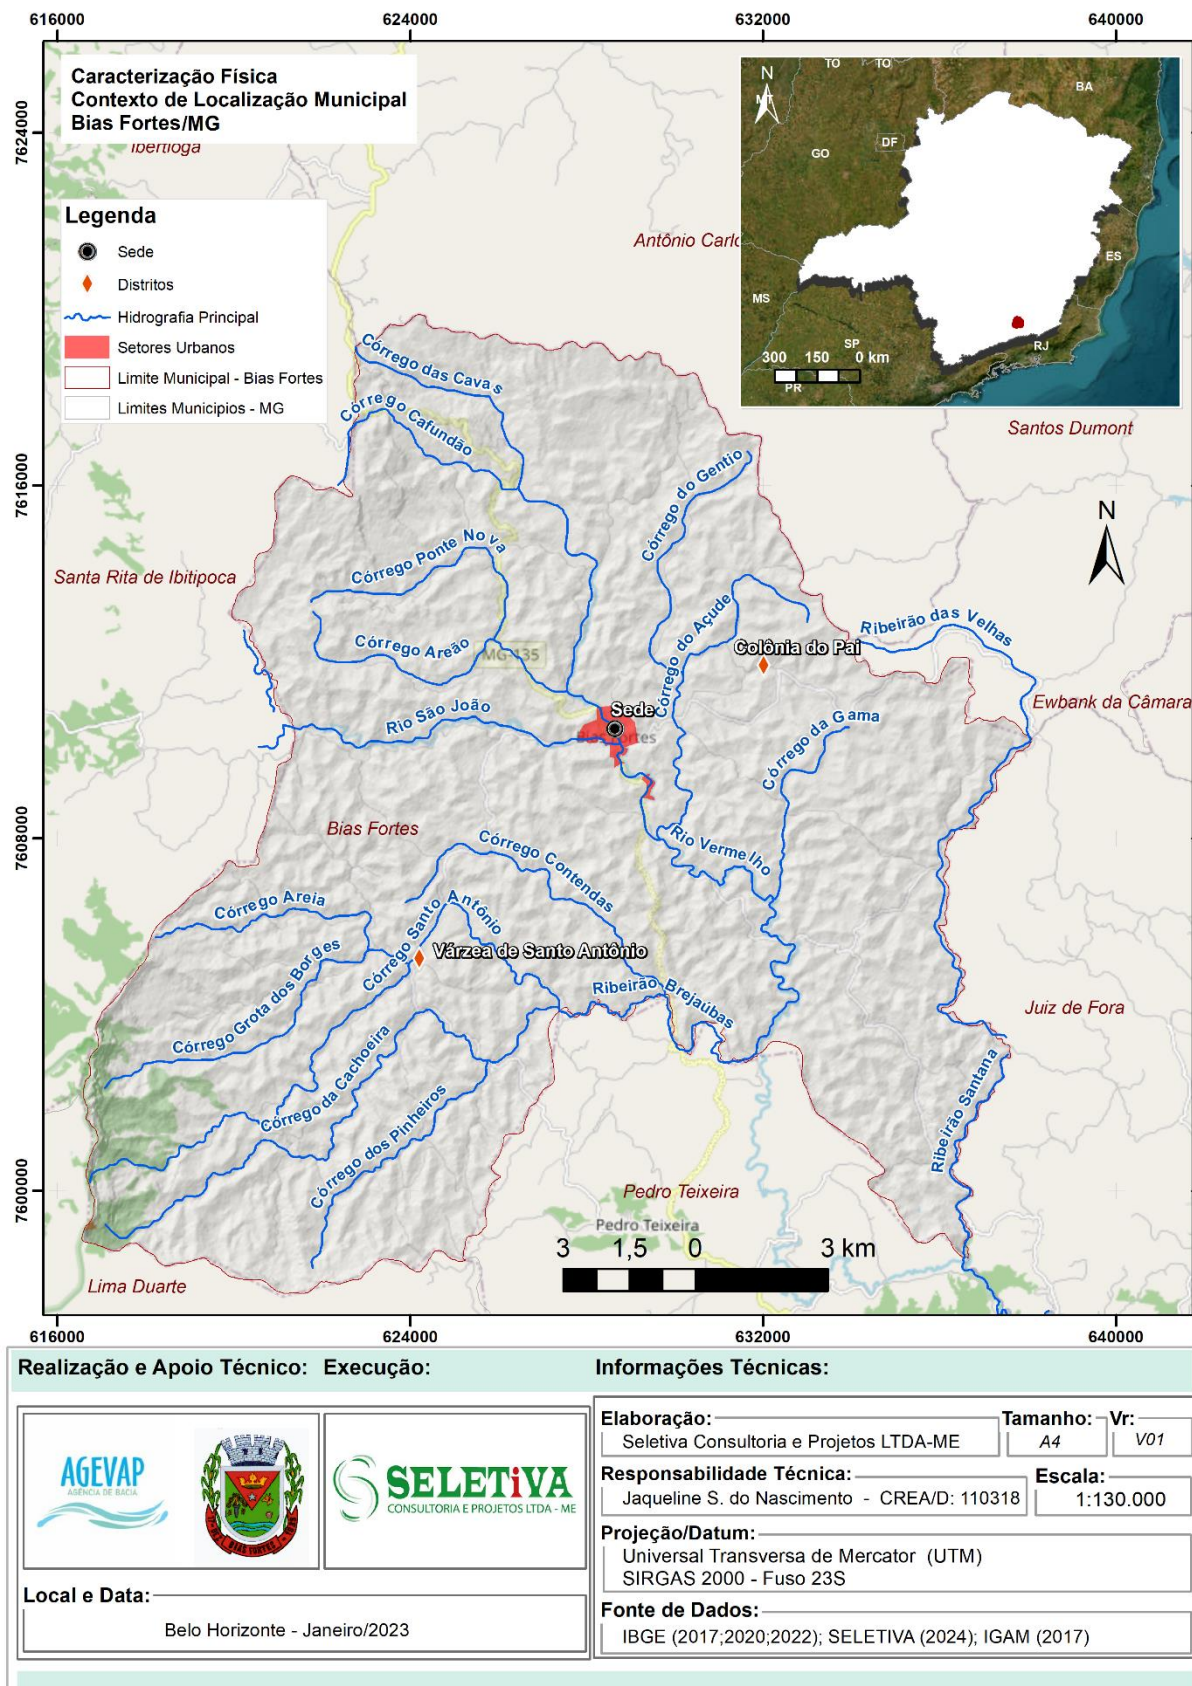 616000
624000
632000
640000
Caracterização Física
Contexto de Localização Municipal
Bias Fortes/MG
7624000
7616000
7608000
7600000
Ibertioga
Legenda
Sede
Distritos
Hidrografia Principal
Setores Urbanos
Limite Municipal - Bias Fortes
Limites Municipios - MG
Antônio Carlo
N
MT
TO
TO
BA
DF
GO
ES
MS
SP
RJ
PR
300 150 0 km
Santos Dumont
N
Córrego das Cavas
Córrego Cafundão
Córrego do Gentio
Córrego Ponte Nova
Santa Rita de Ibitipoca
Córrego Areão
MG-135
Córrego do Açude
Ribeirão das Velhas
Colônia do Pai
Ewbank da Câmara
Rio São João
Sede
Bias Fortes
Córrego da Gama
Bias Fortes
Rio Vermelho
Córrego Contendas
Córrego Areia
Córrego Santo Antônio
Várzea de Santo Antônio
Córrego Grota dos Borges
Ribeirão Brejaúbas
Juiz de Fora
Córrego da Cachoeira
Córrego dos Pinheiros
Ribeirão Santana
Pedro Teixeira
Pedro Teixeira
3 1,5 0 3 km
Lima Duarte
616000
624000
632000
640000
Realização e Apoio Técnico:
Execução:
Informações Técnicas:
AGEVAP
AGÊNCIA DE BACIA
BIAS FORTES
SELETiVA
CONSULTORIA E PROJETOS LTDA - ME
Elaboração:
Seletiva Consultoria e Projetos LTDA-ME
Tamanho:
A4
Vr:
V01
Responsabilidade Técnica:
Jaqueline S. do Nascimento - CREA/D: 110318
Escala:
1:130.000
Projeção/Datum:
Universal Transversa de Mercator (UTM)
SIRGAS 2000 - Fuso 23S
Local e Data:
Belo Horizonte - Janeiro/2023
Fonte de Dados:
IBGE (2017;2020;2022); SELETIVA (2024); IGAM (2017)